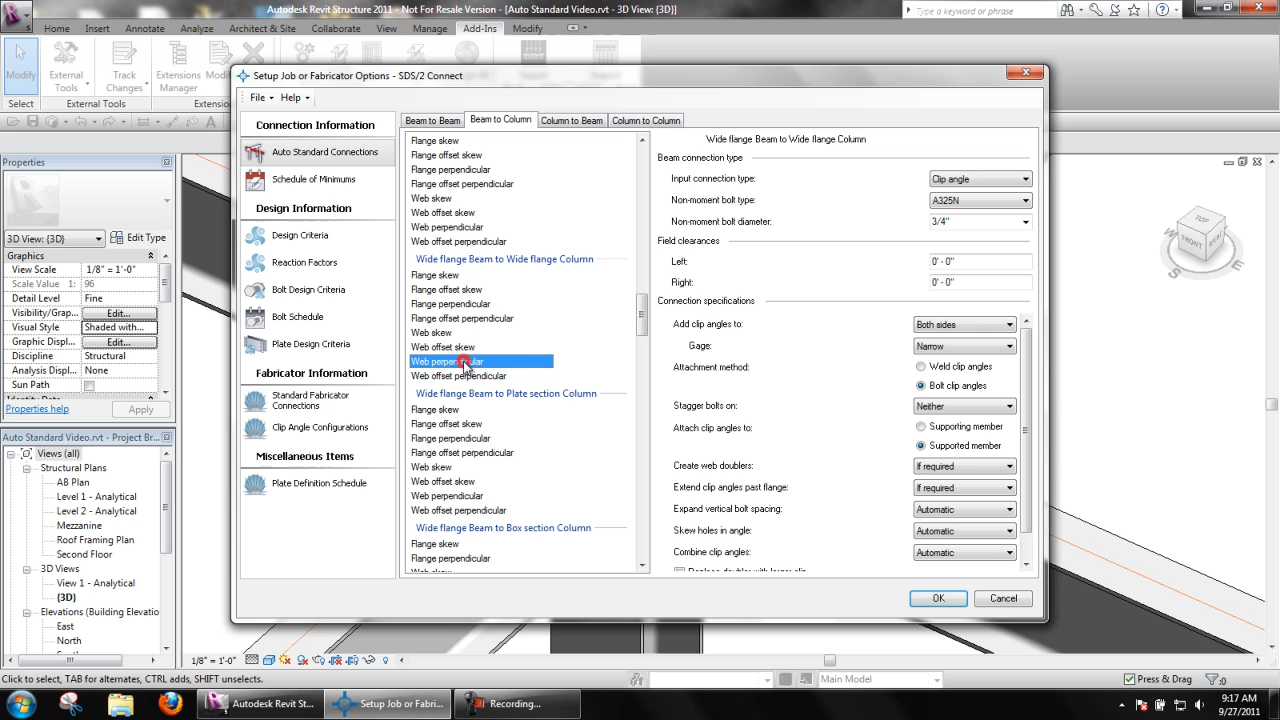 Autodesk Revit Structure 2011 - Not For Resale Version - [Auto Standard Video.rvt - 3D View: {3D}]
Type a keyword or phrase
Home Insert Annotate Analyze Architect & Site Collaborate View Manage Add-Ins Modify
Modify
External
Tools
Track
Changes
Extensions
Manager
Select
External Tools
Setup Job or Fabricator Options - SDS/2 Connect
File Help
Connection Information
Auto Standard Connections
Schedule of Minimums
Design Information
Design Criteria
Reaction Factors
Bolt Design Criteria
Bolt Schedule
Plate Design Criteria
Fabricator Information
Standard Fabricator
Connections
Clip Angle Configurations
Miscellaneous Items
Plate Definition Schedule
Beam to Beam Beam to Column Column to Beam Column to Column
Flange skew
Flange offset skew
Flange perpendicular
Flange offset perpendicular
Web skew
Web offset skew
Web perpendicular
Web offset perpendicular
Wide flange Beam to Wide flange Column
Flange skew
Flange offset skew
Flange perpendicular
Flange offset perpendicular
Web skew
Web offset skew
Web perpendicular
Web offset perpendicular
Wide flange Beam to Plate section Column
Flange skew
Flange offset skew
Flange perpendicular
Flange offset perpendicular
Web skew
Web offset skew
Web perpendicular
Web offset perpendicular
Wide flange Beam to Box section Column
Flange skew
Flange perpendicular
Web skew
Wide flange Beam to Wide flange Column
Beam connection type
Input connection type: Clip angle
Non-moment bolt type: A325N
Non-moment bolt diameter: 3/4"
Field clearances
Left: 0' - 0"
Right: 0' - 0"
Connection specifications
Add clip angles to: Both sides
Gage: Narrow
Attachment method: Weld clip angles
Bolt clip angles
Stagger bolts on: Neither
Attach clip angles to: Supporting member
Supported member
Create web doublers: If required
Extend clip angles past flange: If required
Expand vertical bolt spacing: Automatic
Skew holes in angle: Automatic
Combine clip angles: Automatic
OK Cancel
Properties
3D View: {3D} Edit Type
Graphics
View Scale 1/8" = 1'-0"
Scale Value 1: 96
Detail Level Fine
Visibility/Grap... Edit...
Visual Style Shaded with...
Graphic Displ... Edit...
Discipline Structural
Analysis Displ... None
Sun Path
Properties help Apply
Auto Standard Video.rvt - Project Br...
Views (all)
Structural Plans
AB Plan
Level 1 - Analytical
Level 2 - Analytical
Mezzanine
Roof Framing Plan
Second Floor
3D Views
View 1 - Analytical
{3D}
Elevations (Building Elevatio
East
North
TOP
FRONT
S
E
1/8" = 1'-0"
Click to select, TAB for alternates, CTRL adds, SHIFT unselects.
Main Model
Press & Drag
:0
Autodesk Revit St...
Setup Job or Fabri...
Recording...
9:17 AM
9/27/2011